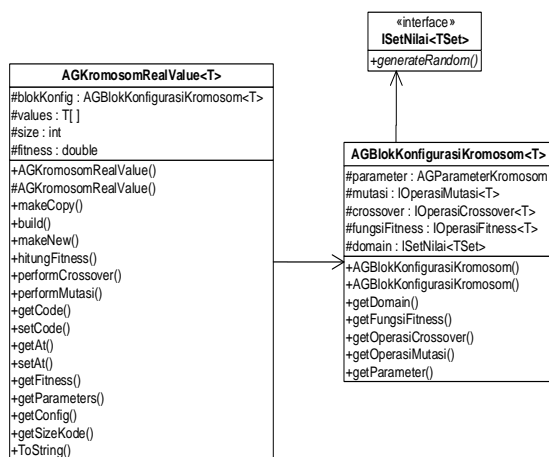 «interface»
ISetNilai<TSet>
+generateRandom()
AGKromosomRealValue<T>
#blokKonfig : AGBlokKonfigurasiKromosom<T>
#values : T[ ]
#size : int
#fitness : double
+AGKromosomRealValue()
#AGKromosomRealValue()
+makeCopy()
+build()
+makeNew()
+hitungFitness()
+performCrossover()
+performMutasi()
+getCode()
+setCode()
+getAt()
+setAt()
+getFitness()
+getParameters()
+getConfig()
+getSizeKode()
+ToString()
AGBlokKonfigurasiKromosom<T>
#parameter : AGParameterKromosom
#mutasi : IOperasiMutasi<T>
#crossover : IOperasiCrossover<T>
#fungsiFitness : IOperasiFitness<T>
#domain : ISetNilai<TSet>
+AGBlokKonfigurasiKromosom()
+AGBlokKonfigurasiKromosom()
+getDomain()
+getFungsiFitness()
+getOperasiCrossover()
+getOperasiMutasi()
+getParameter()